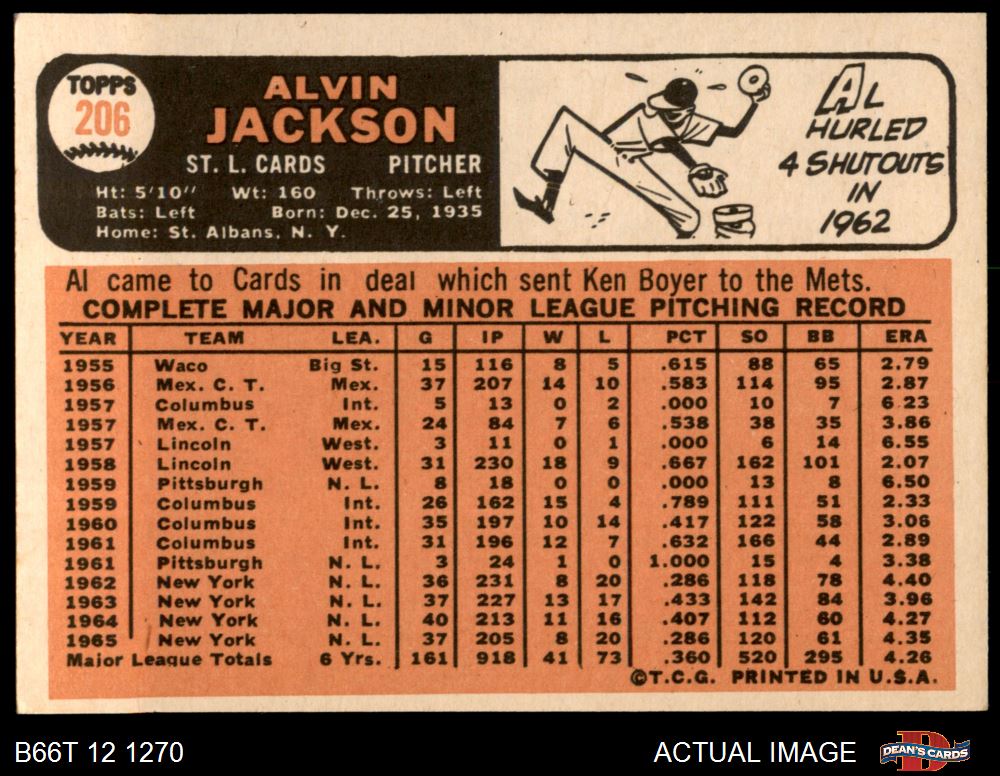 TOPPS
206
ALVIN
JACKSON
ST. L. CARDS PITCHER
Ht: 5'10" Wt: 160 Throws: Left
Bats: Left Born: Dec. 25, 1935
Home: St. Albans, N. Y.
AL
HURLED
4 SHUTOUTS
IN
1962
Al came to Cards in deal which sent Ken Boyer to the Mets.
COMPLETE MAJOR AND MINOR LEAGUE PITCHING RECORD
YEAR TEAM LEA. G IP W L PCT SO BB ERA
1955 Waco Big St. 15 116 8 5 .615 88 65 2.79
1956 Mex. C. T. Mex. 37 207 14 10 .583 114 95 2.87
1957 Columbus Int. 5 13 0 2 .000 10 7 6.23
1957 Mex. C. T. Mex. 24 84 7 6 .538 38 35 3.86
1957 Lincoln West. 3 11 0 1 .000 6 14 6.55
1958 Lincoln West. 31 230 18 9 .667 162 101 2.07
1959 Pittsburgh N. L. 8 18 0 0 .000 13 8 6.50
1959 Columbus Int. 26 162 15 4 .789 111 51 2.33
1960 Columbus Int. 35 197 10 14 .417 122 58 3.06
1961 Columbus Int. 31 196 12 7 .632 166 44 2.89
1961 Pittsburgh N. L. 3 24 1 0 1.000 15 4 3.38
1962 New York N. L. 36 231 8 20 .286 118 78 4.40
1963 New York N. L. 37 227 13 17 .433 142 84 3.96
1964 New York N. L. 40 213 11 16 .407 112 60 4.27
1965 New York N. L. 37 205 8 20 .286 120 61 4.35
Major League Totals 6 Yrs. 161 918 41 73 .360 520 295 4.26
©T.C.G. PRINTED IN U.S.A.
B66T 12 1270 ACTUAL IMAGE DEAN'S CARDS